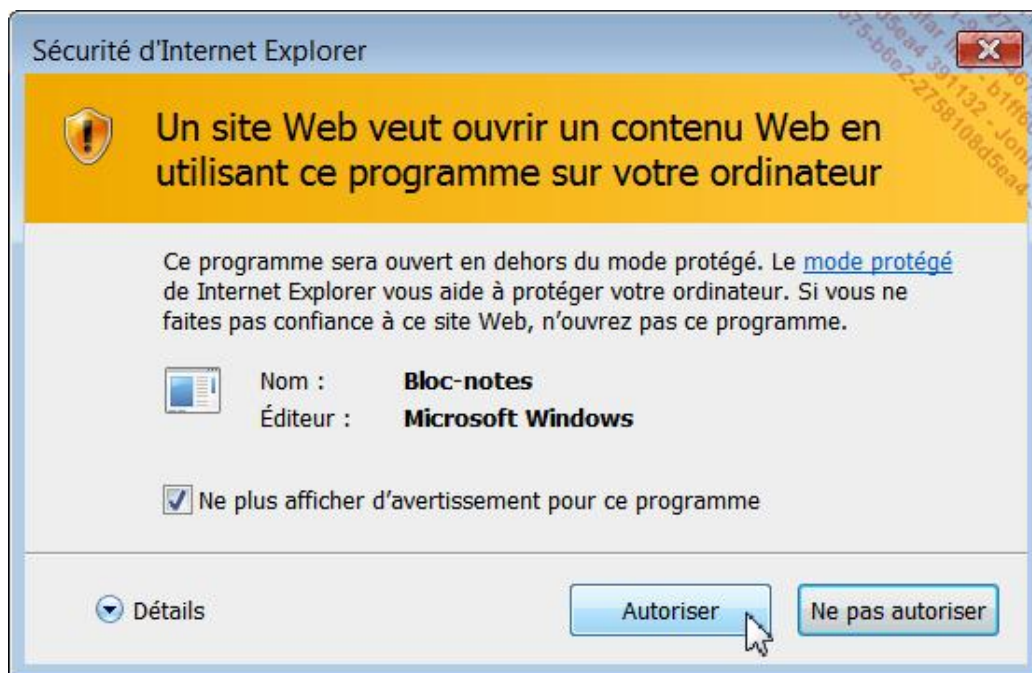 Sécurité d'Internet Explorer
Un site Web veut ouvrir un contenu Web en
utilisant ce programme sur votre ordinateur
Ce programme sera ouvert en dehors du mode protégé. Le mode protégé
de Internet Explorer vous aide à protéger votre ordinateur. Si vous ne
faites pas confiance à ce site Web, n'ouvrez pas ce programme.
Nom : Bloc-notes
Éditeur : Microsoft Windows
Ne plus afficher d'avertissement pour ce programme
Détails Autoriser Ne pas autoriser